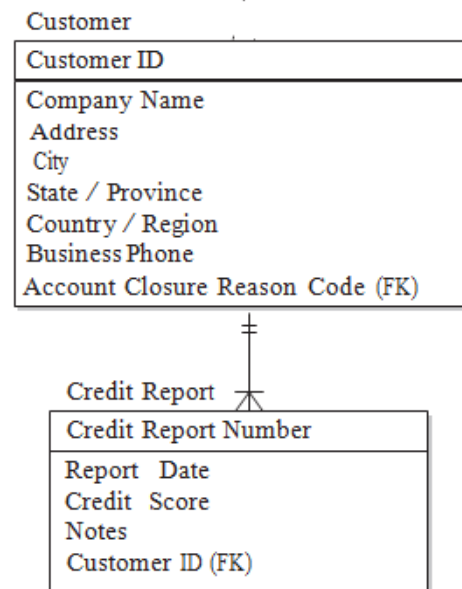 Customer
Customer ID
Company Name
Address
City
State / Province
Country / Region
Business Phone
Account Closure Reason Code (FK)
Credit Report
Credit Report Number
Report Date
Credit Score
Notes
Customer ID (FK)